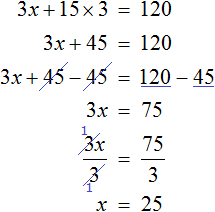 3x + 15 × 3 = 120
3x + 45 = 120
3x + 45 − 45 = 120 − 45
3x = 75
1
3x/3 = 75/3
1
x = 25